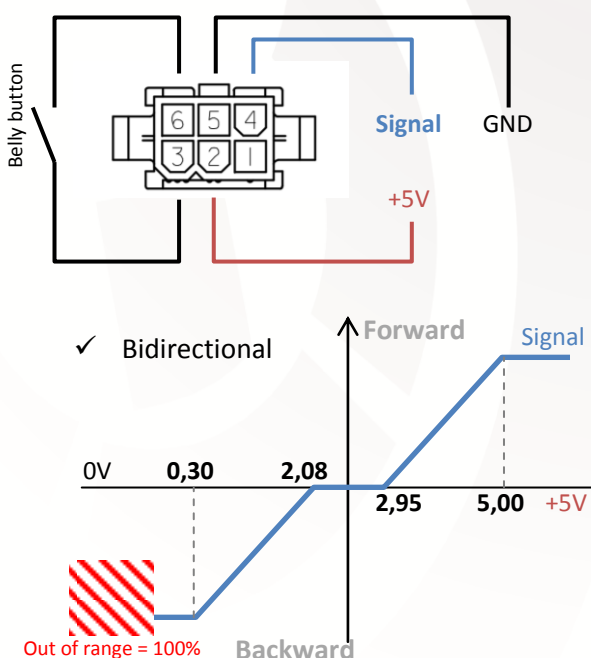 Belly button
6 5 4
3 2 1
Signal GND
+5V
Forward
✓ Bidirectional
Signal
0V 0,30 2,08
2,95 5,00 +5V
Out of range = 100%
Backward